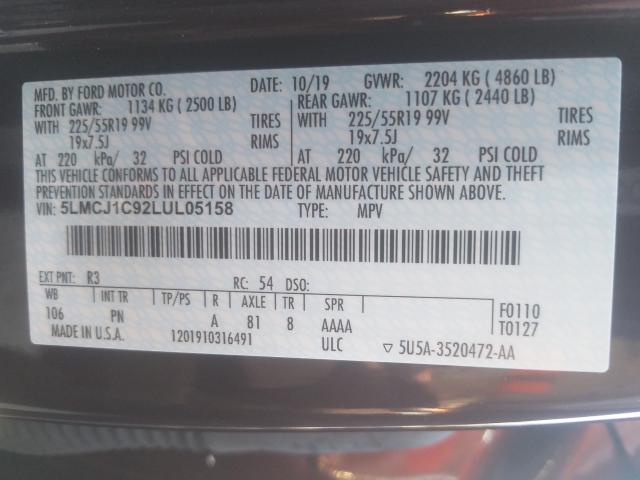 MFD. BY FORD MOTOR CO.
DATE: 10/19 GVWR: 2204 KG ( 4860 LB)
FRONT GAWR: 1134 KG ( 2500 LB) REAR GAWR: 1107 KG ( 2440 LB)
WITH 225/55R19 99V TIRES WITH 225/55R19 99V TIRES
19x7.5J RIMS 19x7.5J RIMS
AT 220 kPa/ 32 PSI COLD AT 220 kPa/ 32 PSI COLD
THIS VEHICLE CONFORMS TO ALL APPLICABLE FEDERAL MOTOR VEHICLE SAFETY AND THEFT
PREVENTION STANDARDS IN EFFECT ON THE DATE OF MANUFACTURE SHOWN ABOVE.
VIN: 5LMCJ1C92LUL05158 TYPE: MPV
EXT PNT: R3 RC: 54 DSO:
WB INT TR TP/PS R AXLE TR SPR F0110
106 PN A 81 8 AAAA T0127
MADE IN U.S.A. 1201910316491 ULC ▽ 5U5A-3520472-AA